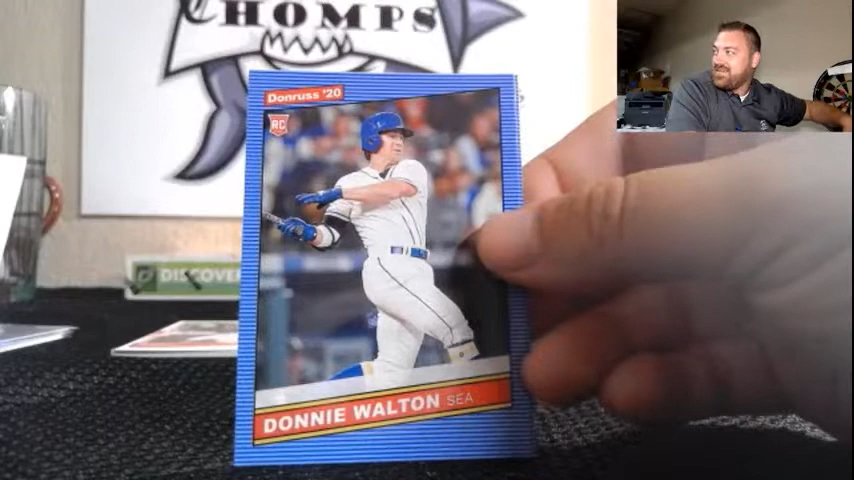 CHOMPS
Donruss '20
RC
DISCOVER
DONNIE WALTON SEA